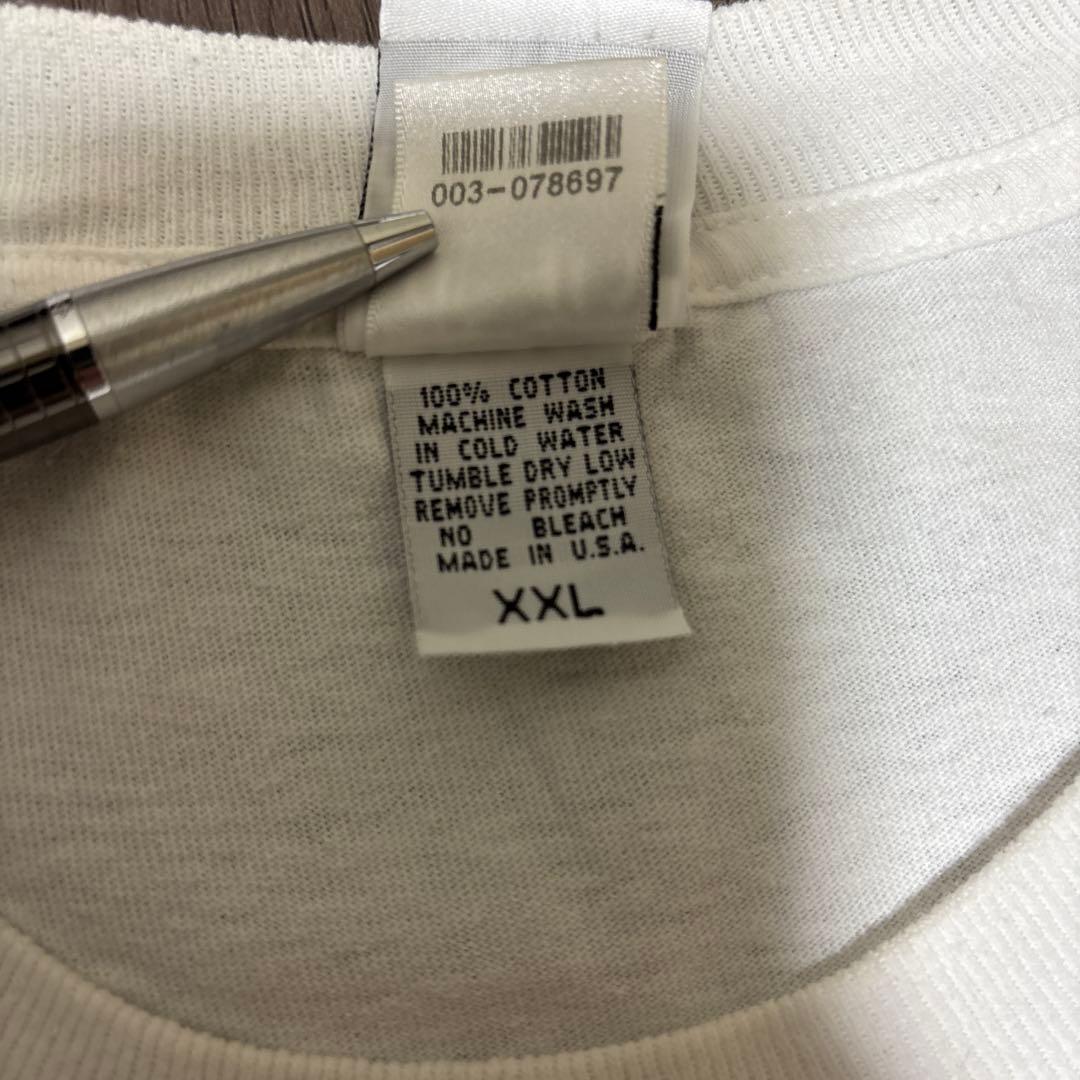 003-078697
100% COTTON
MACHINE WASH
IN COLD WATER
TUMBLE DRY LOW
REMOVE PROMPTLY
NO BLEACH
MADE IN U.S.A.
XXL